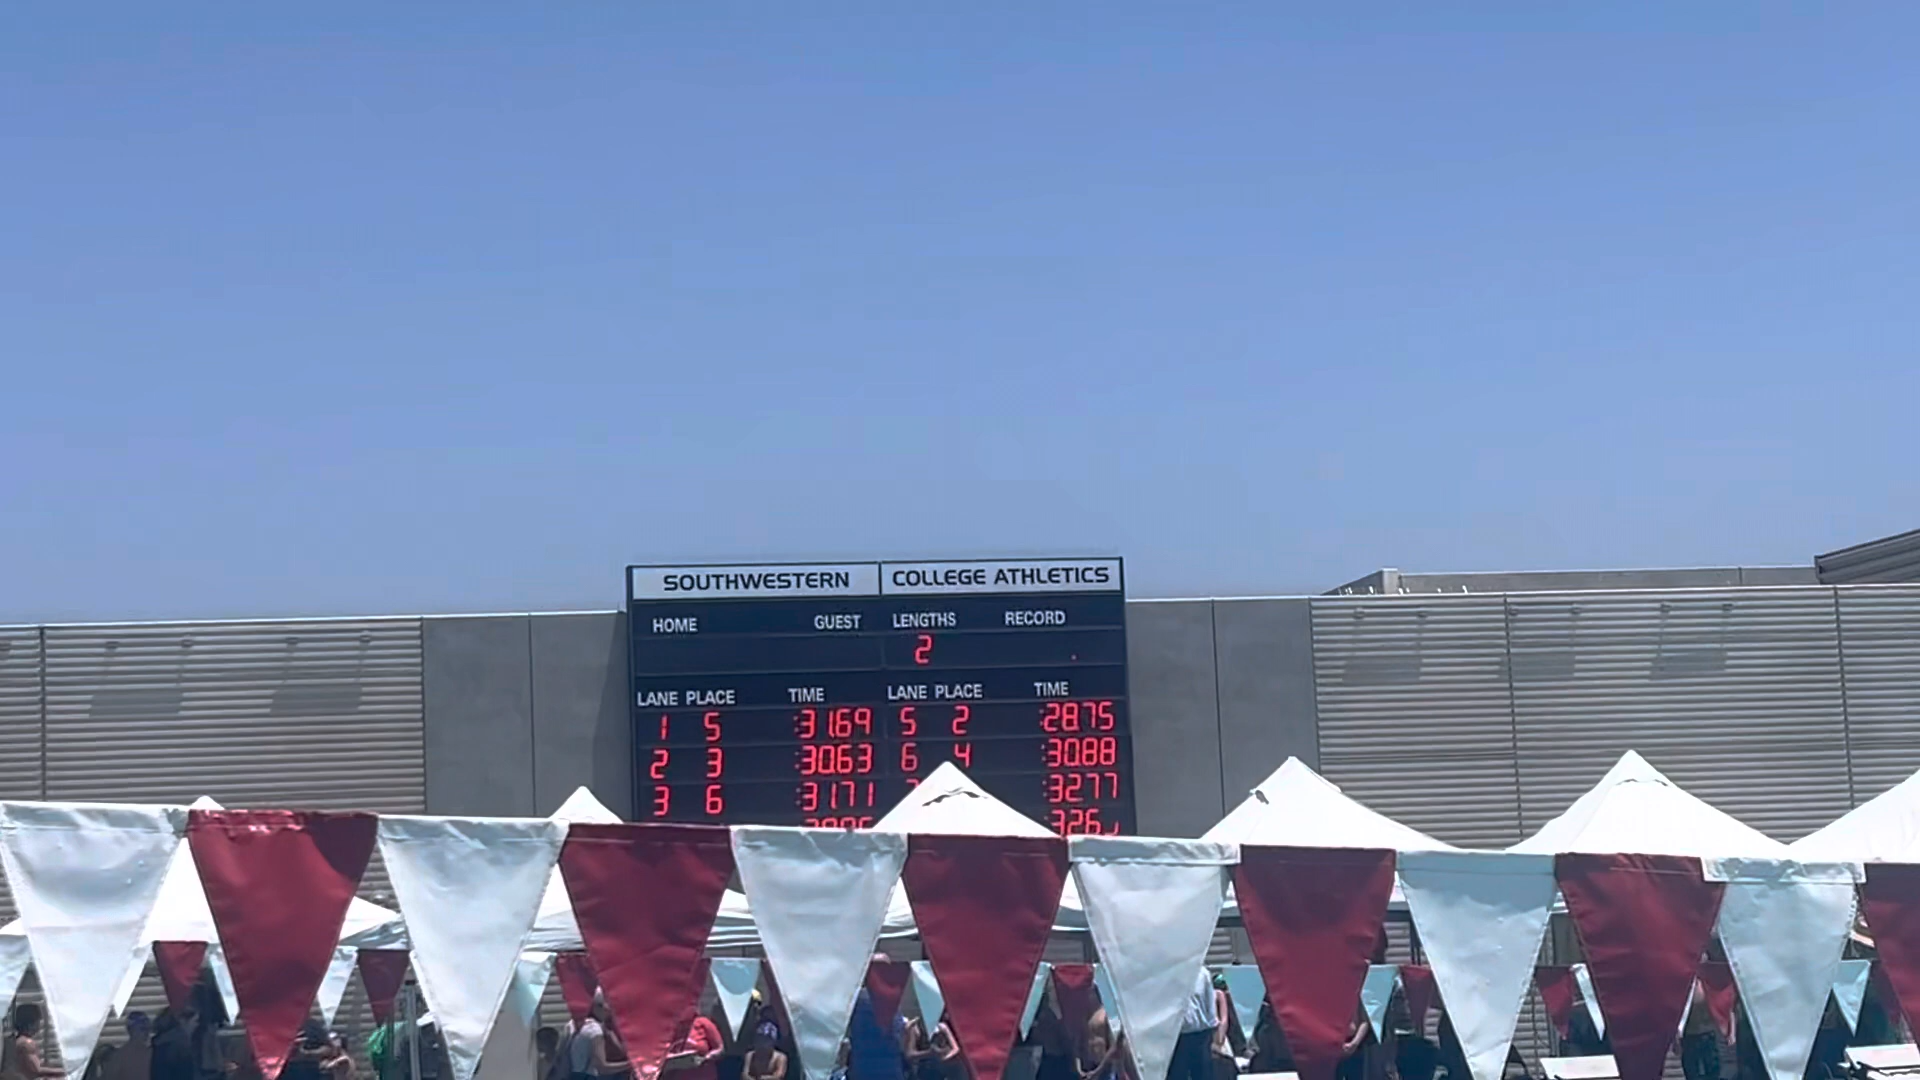 SOUTHWESTERN COLLEGE ATHLETICS
HOME GUEST LENGTHS RECORD
2 .
LANE PLACE TIME LANE PLACE TIME
1 5 :31.69 5 2 :28.75
2 3 :30.63 6 4 :30.88
3 6 :31.71 :32.77